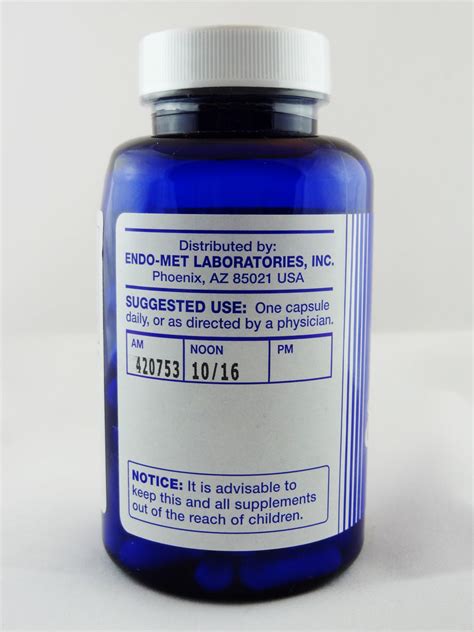 Distributed by:
ENDO-MET LABORATORIES, INC.
Phoenix, AZ 85021 USA
SUGGESTED USE: One capsule
daily, or as directed by a physician.
AM NOON PM
420753 10/16
NOTICE: It is advisable to
keep this and all supplements
out of the reach of children.